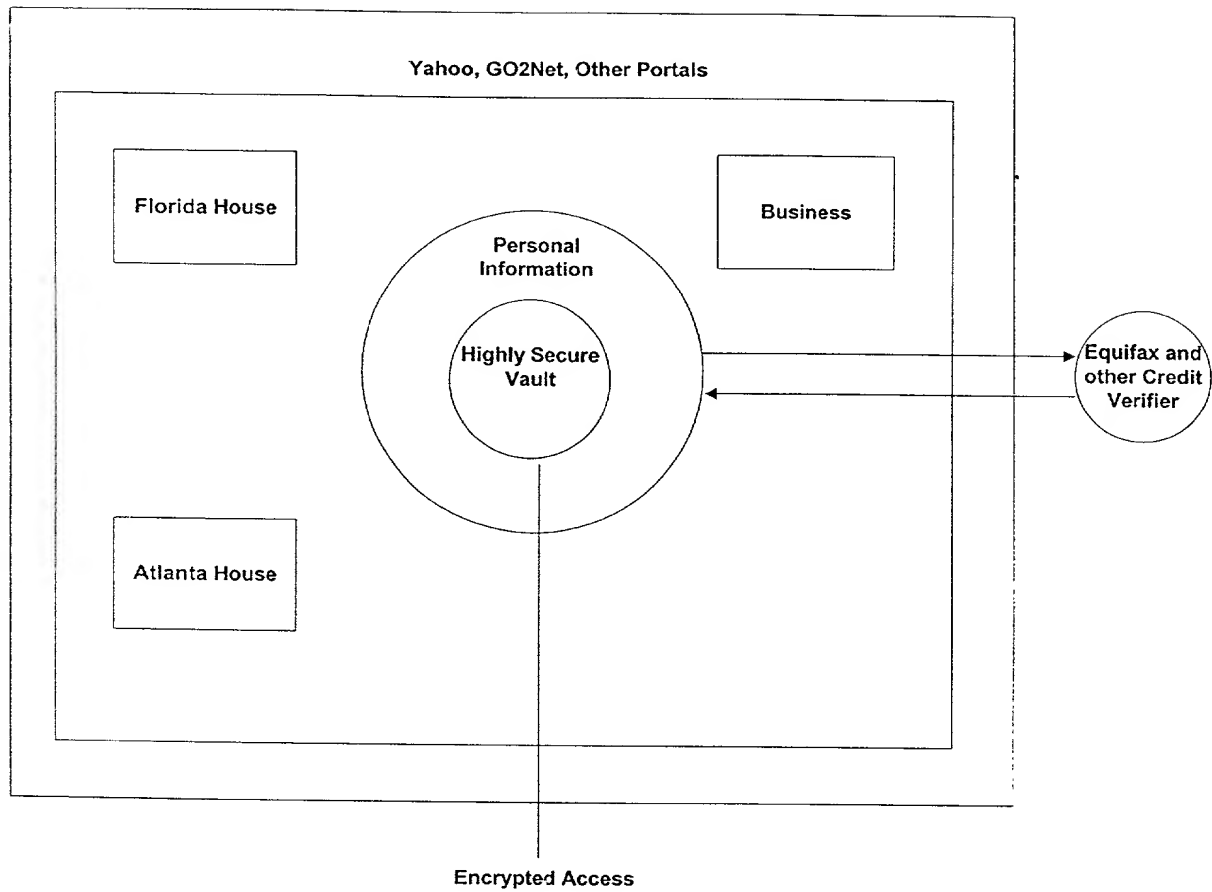 Yahoo, GO2Net, Other Portals
Florida House
Business
Personal
Information
Highly Secure
Vault
Equifax and
other Credit
Verifier
Atlanta House
Encrypted Access